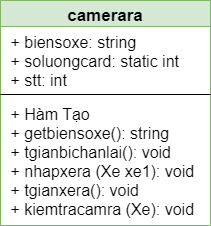 camerara
+ biensoxe: string
+ soluongcard: static int
+ stt: int
+ Hàm Tạo
+ getbiensoxe(): string
+ tgianbichanlai(): void
+ nhapxera (Xe xe1): void
+ tgianxera(): void
+ kiemtracamra (Xe): void